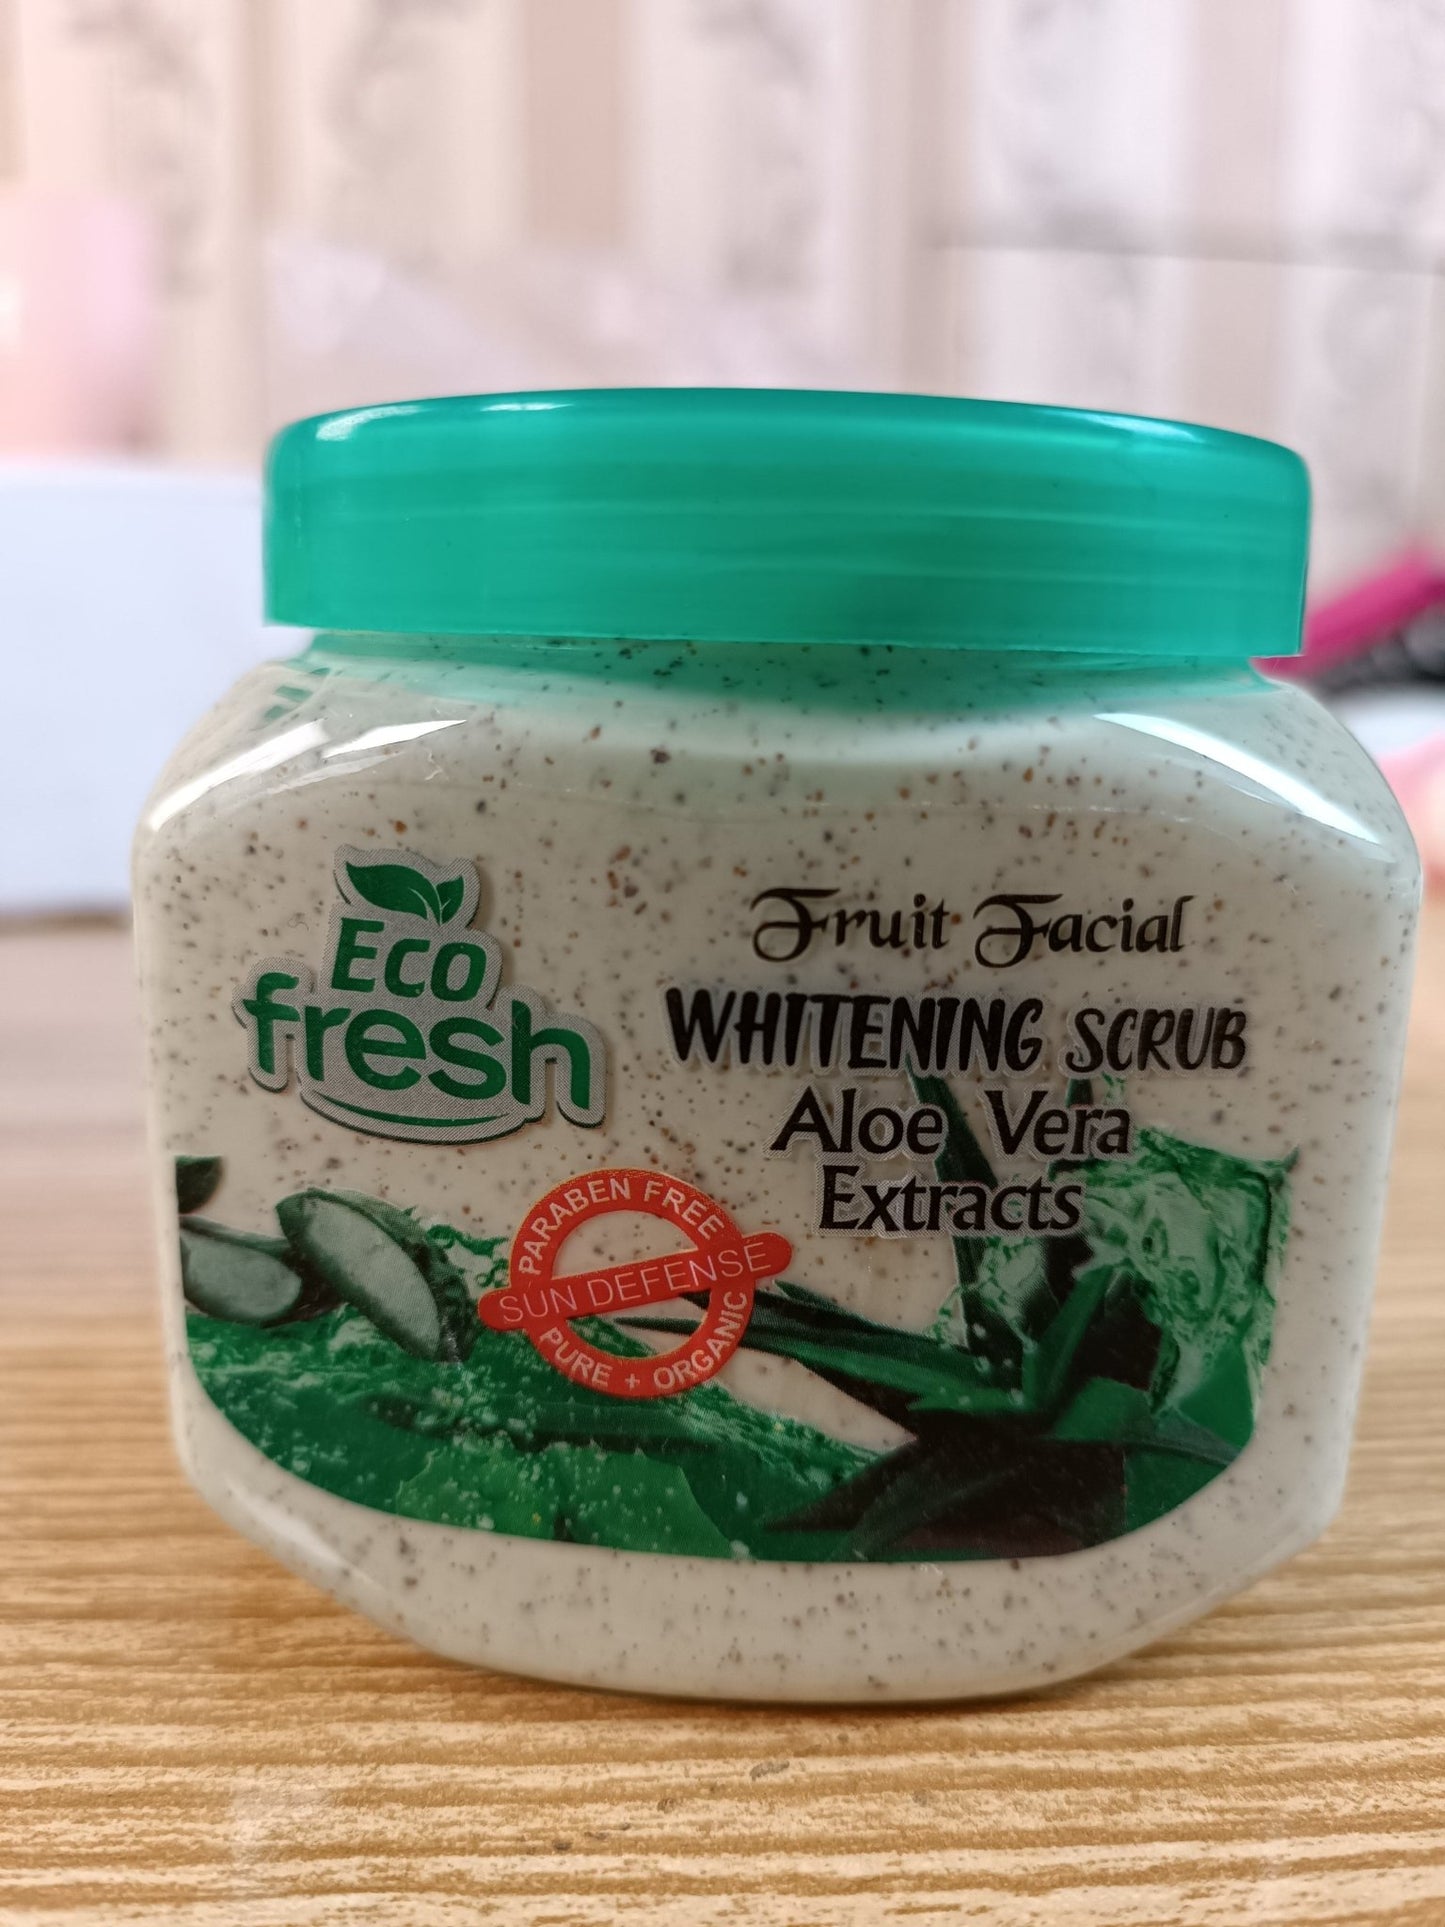 Eco
fresh
Fruit Facial
WHITENING SCRUB
Aloe Vera
Extracts
PARABEN FREE
SUN DEFENSE
PURE + ORGANIC